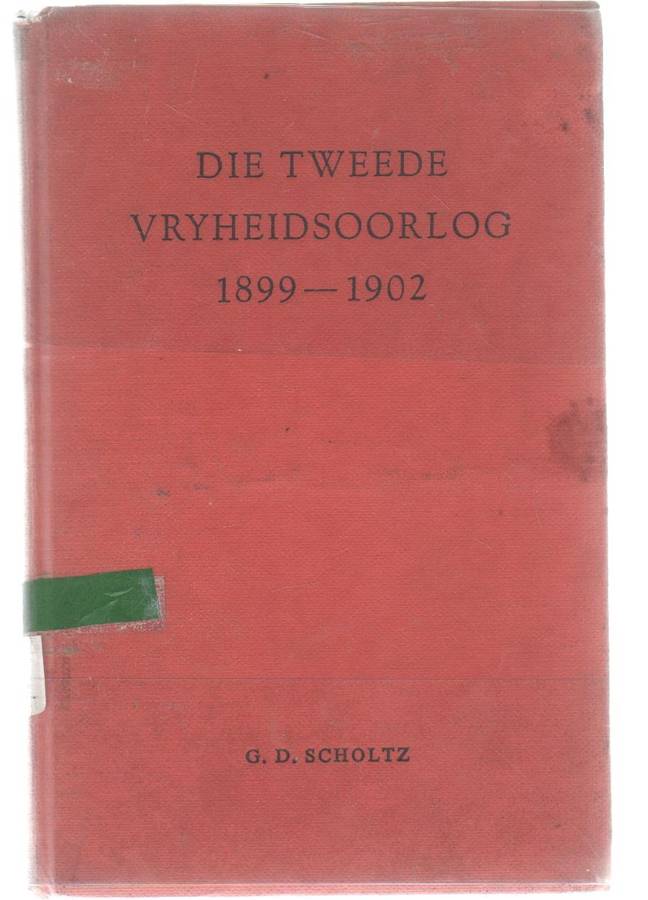 DIE TWEEDE
VRYHEIDSOORLOG
1899—1902
G. D. SCHOLTZ